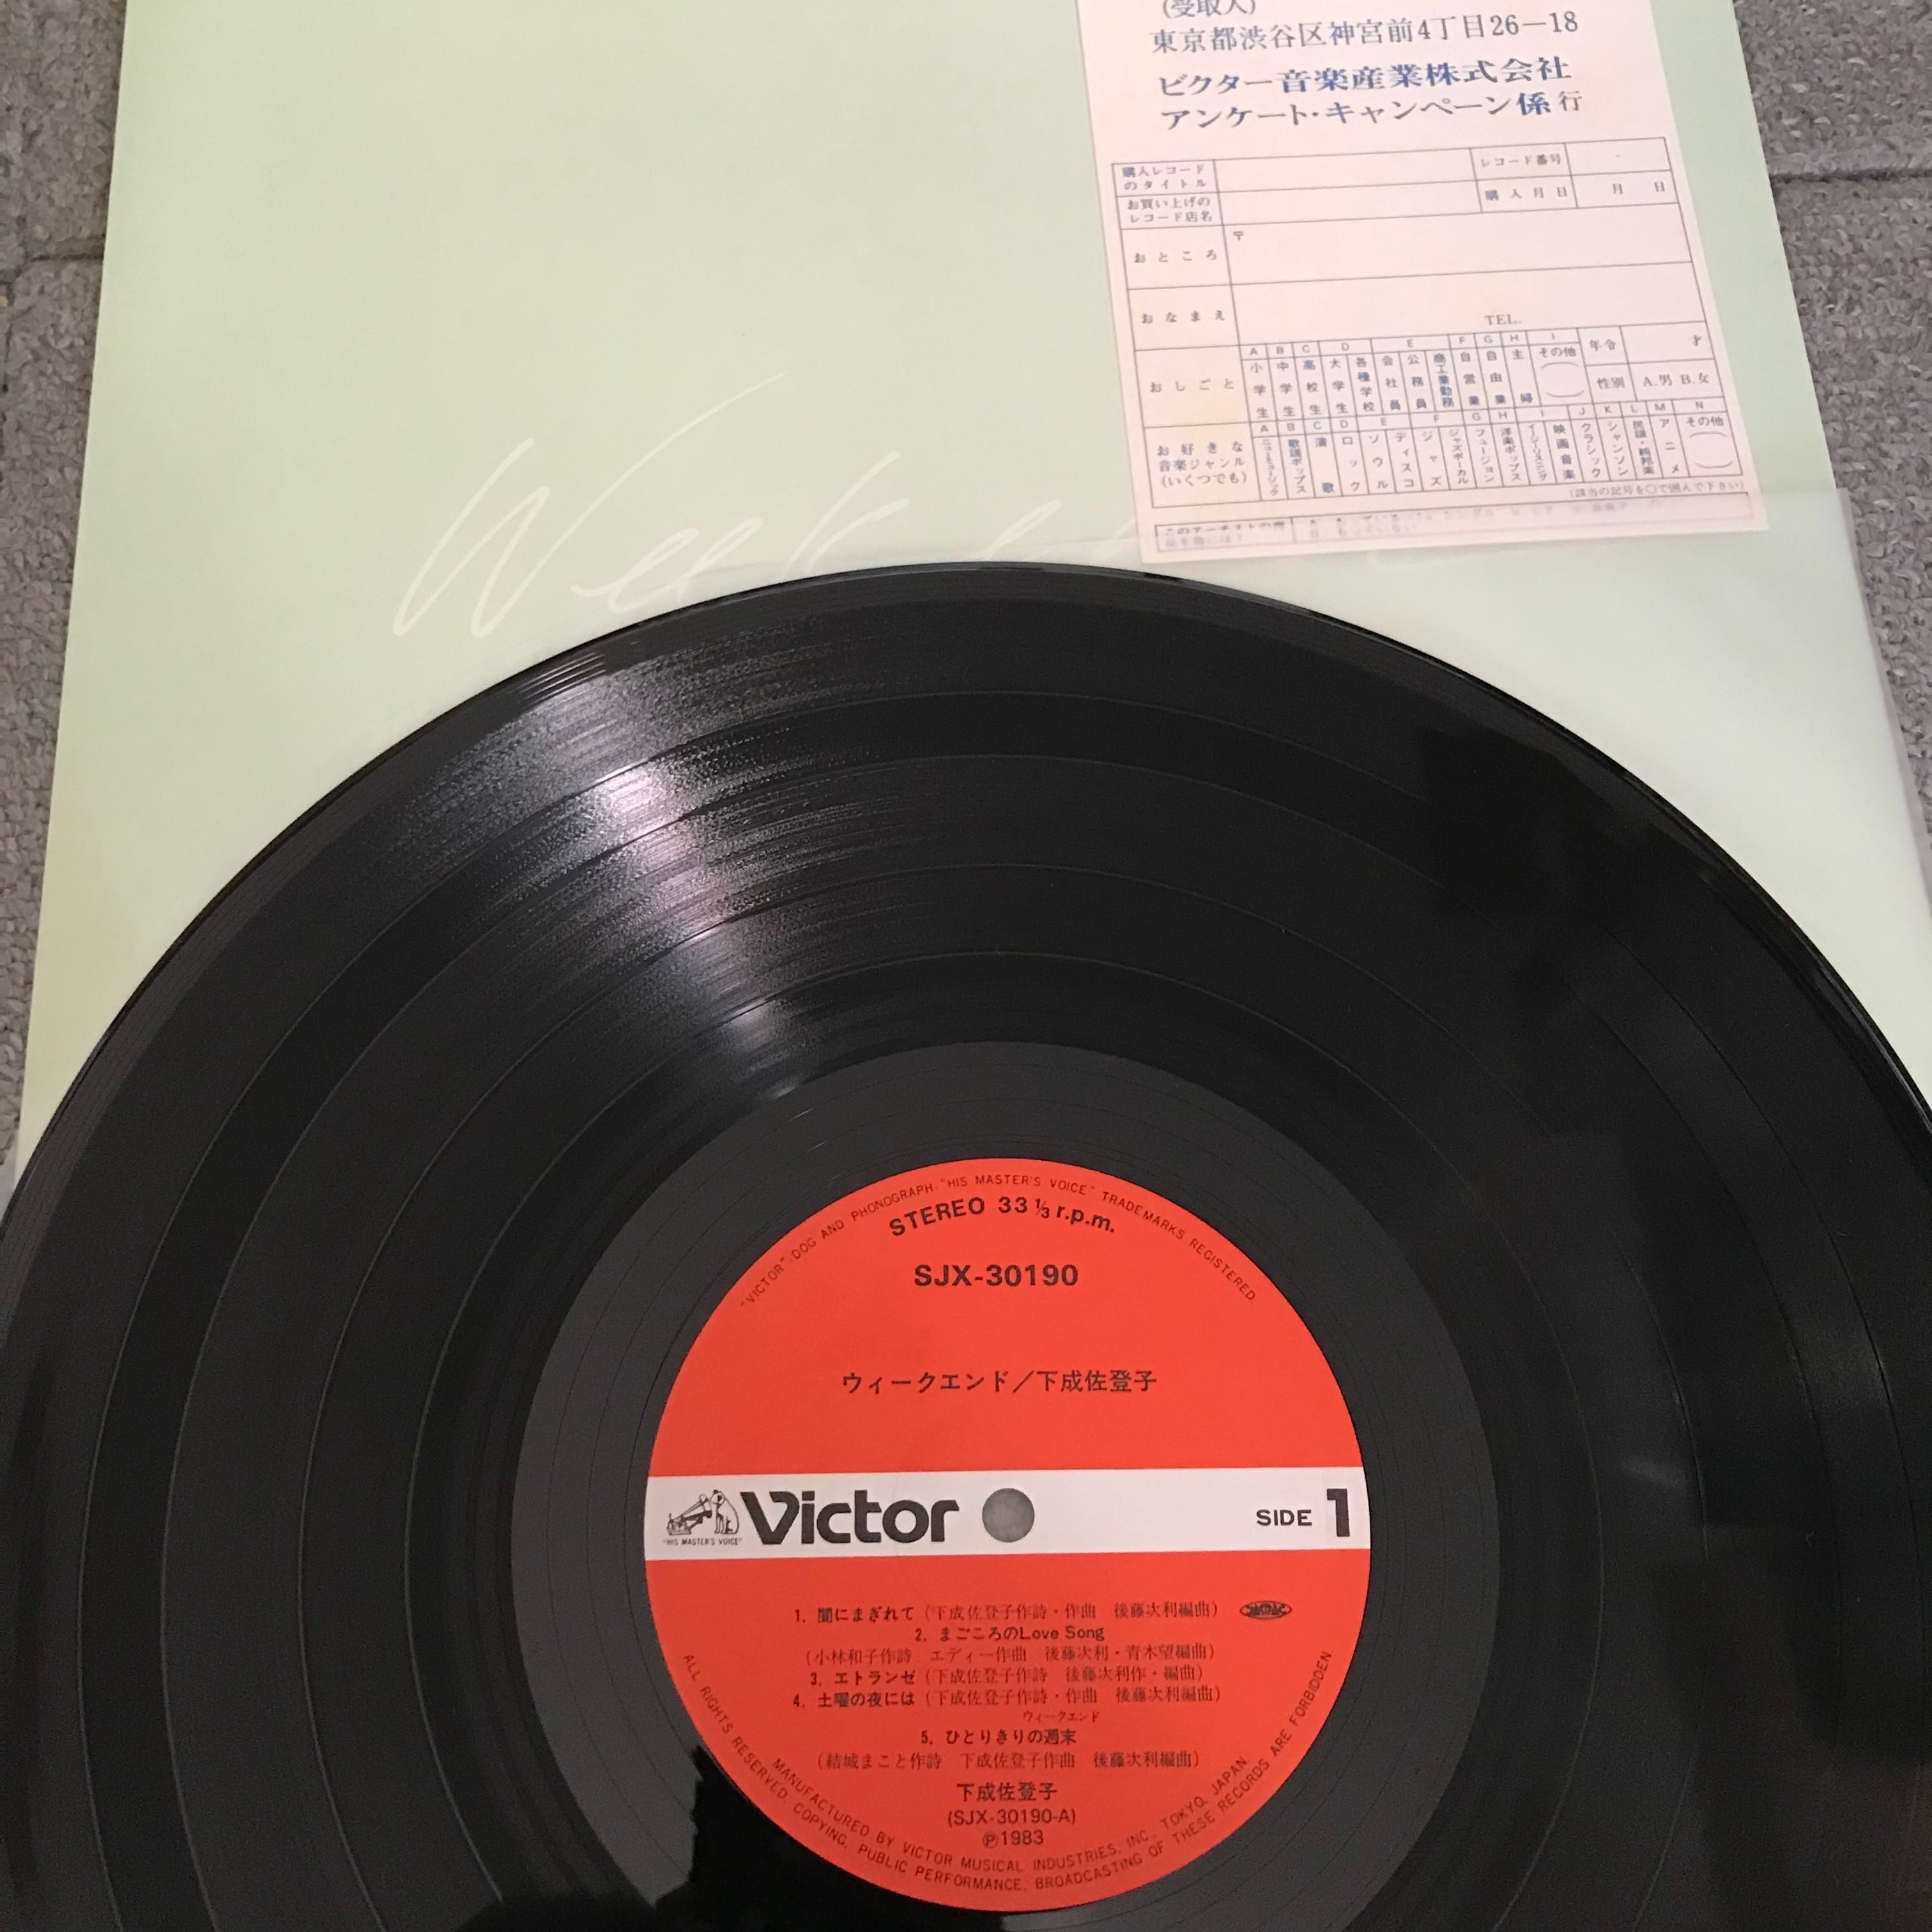 (受取人)
東京都渋谷区神宮前4丁目26−18
ビクター音楽産業株式会社
アンケート・キャンペーン係 行
購入レコードのタイトル
レコード番号 -
お買い上げのレコード店名
購入月日 月 日
おところ 〒
おなまえ TEL.
おしごと
A 小学生
B 中学生
C 高校生
D 大学生 各種学校
E 会社員 公務員 商工業勤務
F 自営業
G 自由業
H 主婦
I その他
年令 才
性別 A.男 B.女
お好きな音楽ジャンル(いくつでも)
A ニューミュージック
B 歌謡ポップス
C 演歌
D ロック
E ソウル ディスコ
F ジャズ ジャズボーカル
G フュージョン
H 洋楽ポップス
I イージーリスニング 映画音楽
J クラシック
K シャンソン
L 民謡・純邦楽
M アニメ
N その他
(該当の記号を○で囲んで下さい)
Week
"VICTOR" DOG AND PHONOGRAPH "HIS MASTER'S VOICE" TRADEMARKS REGISTERED.
STEREO 33 1/3 r.p.m.
SJX-30190
ウィークエンド/下成佐登子
"HIS MASTER'S VOICE"
Victor
SIDE 1
1. 闇にまぎれて (下成佐登子作詩・作曲 後藤次利編曲)
2. まごころのLove Song
(小林和子作詩 エディー作曲 後藤次利・青木望編曲)
3. エトランゼ (下成佐登子作詩 後藤次利作・編曲)
4. 土曜の夜には (下成佐登子作詩・作曲 後藤次利編曲)
ウィークエンド
5. ひとりきりの週末
(結城まこと作詩 下成佐登子作曲 後藤次利編曲)
下成佐登子
(SJX-30190-A)
Ⓟ1983
MANUFACTURED BY VICTOR MUSICAL INDUSTRIES, INC., TOKYO, JAPAN.
ALL RIGHTS RESERVED. COPYING, PUBLIC PERFORMANCE, BROADCASTING OF THESE RECORDS ARE FORBIDDEN.